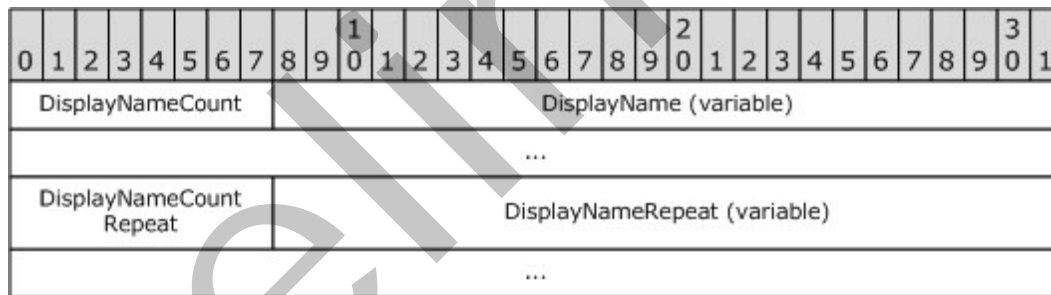 0 1 2 3 4 5 6 7 8 9 1 0 1 2 3 4 5 6 7 8 9 2 0 1 2 3 4 5 6 7 8 9 3 0 1
DisplayNameCount DisplayName (variable)
...
DisplayNameCount
Repeat DisplayNameRepeat (variable)
...